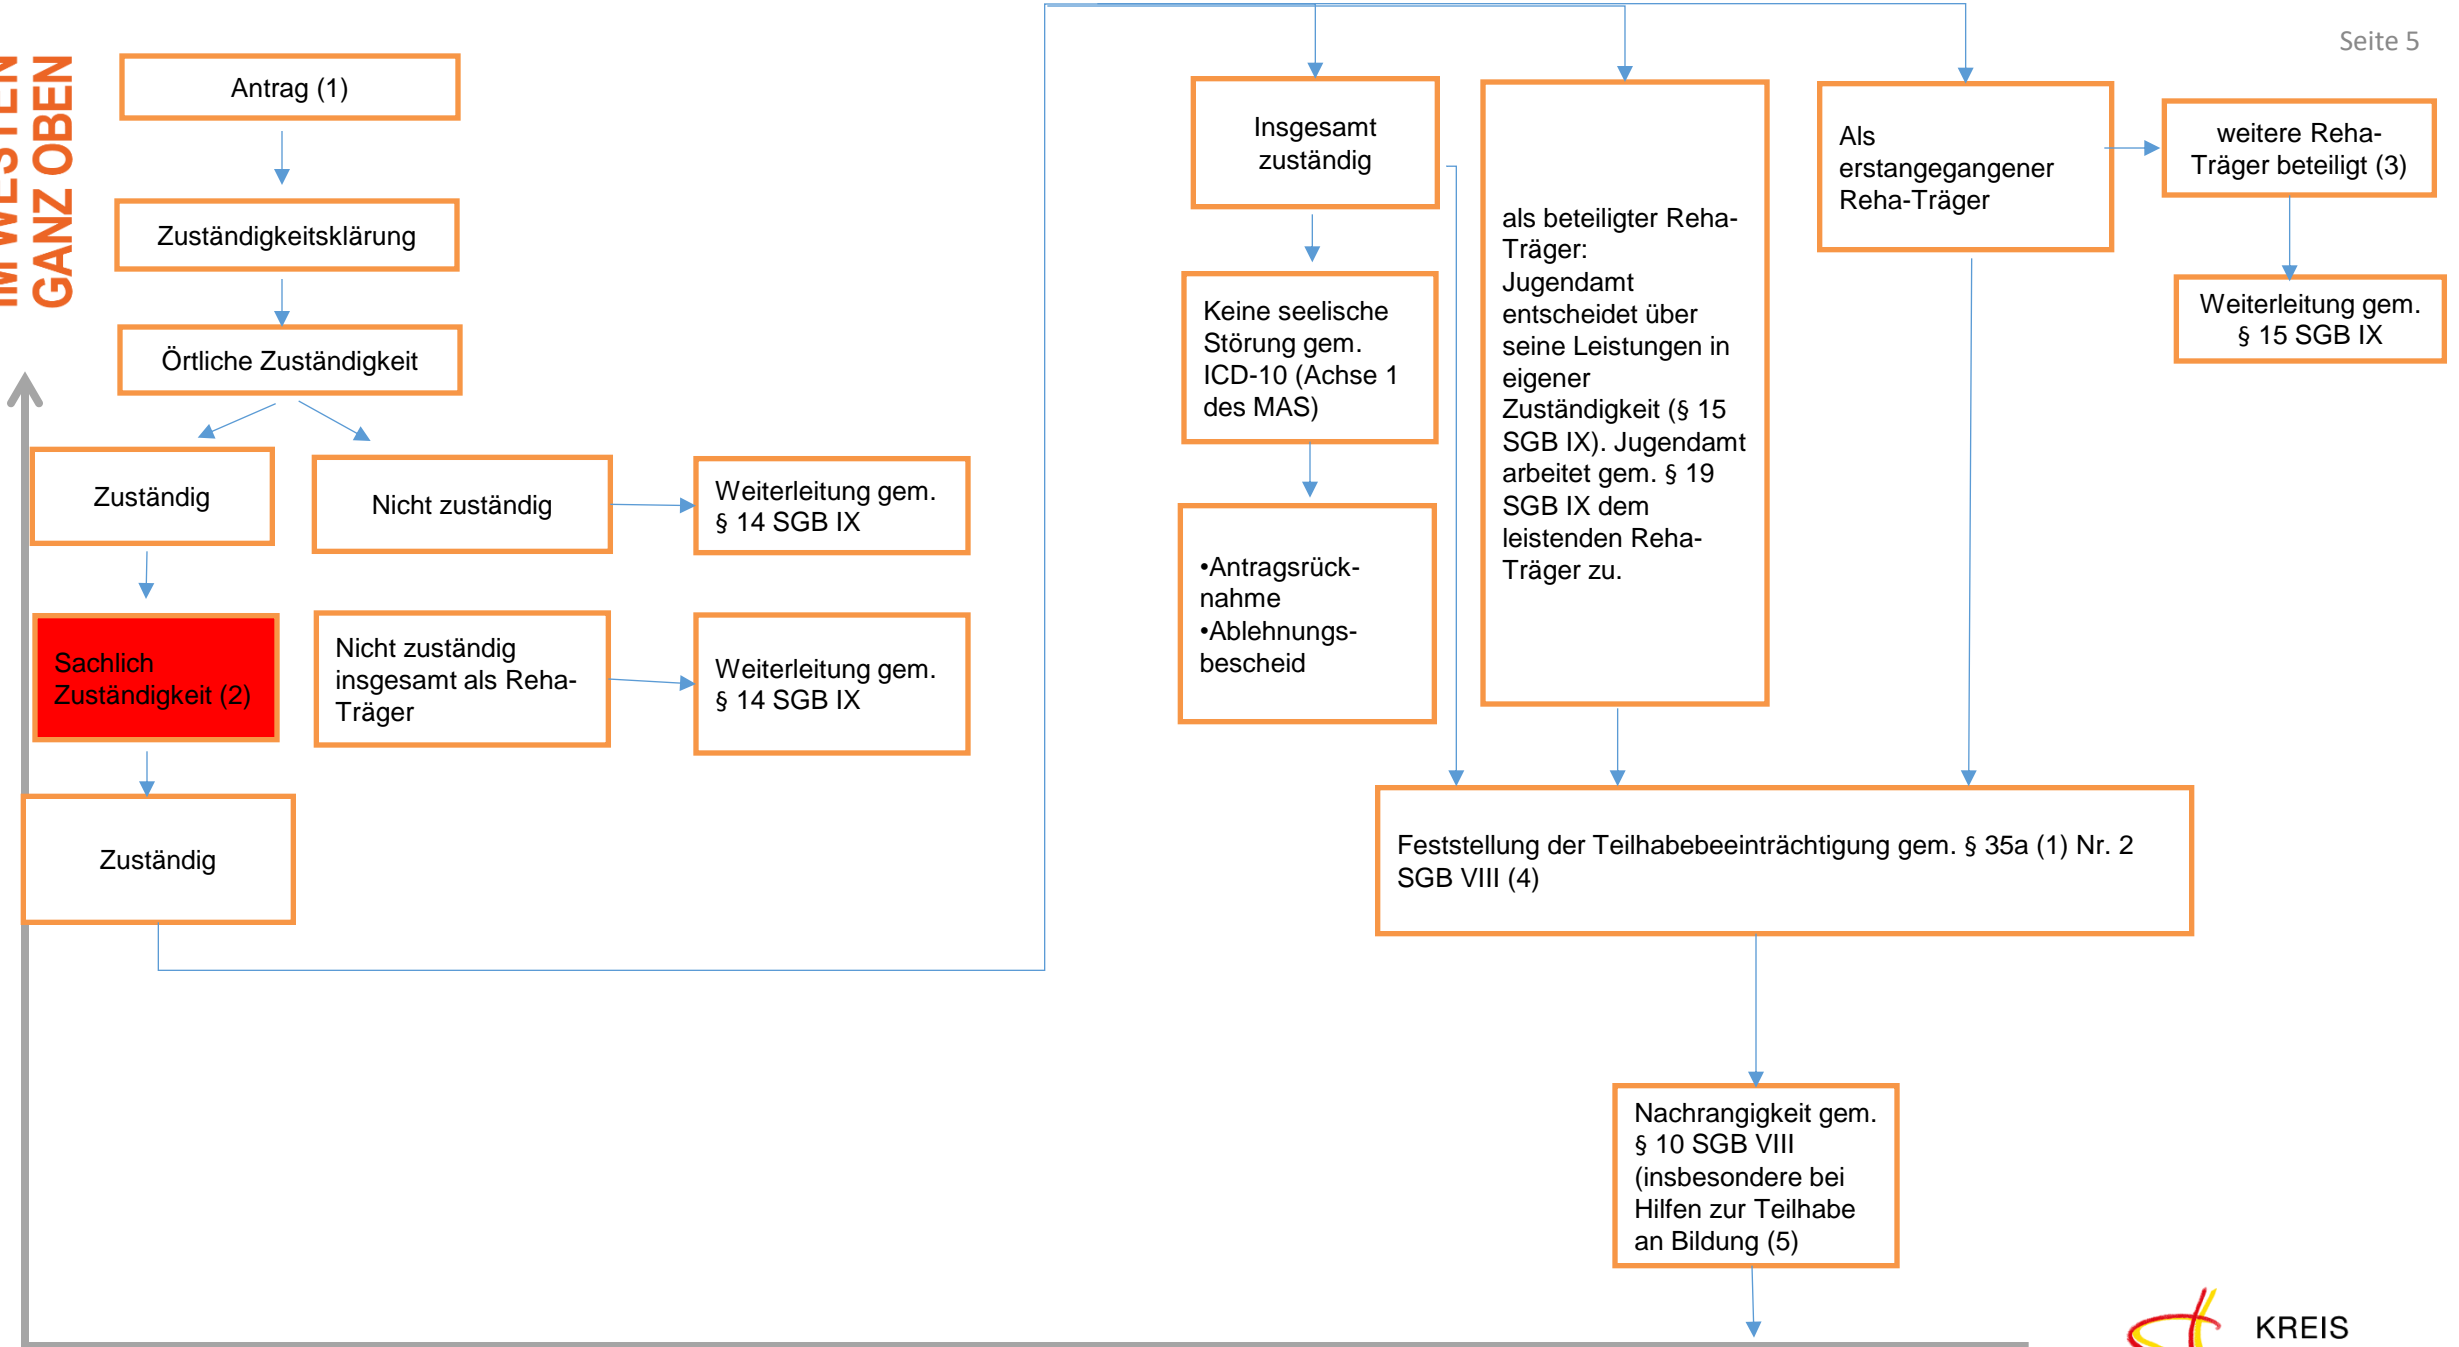 IM WESTEN
GANZ OBEN
Seite 5
Antrag (1)
Zuständigkeitsklärung
Örtliche Zuständigkeit
Zuständig
Nicht zuständig
Weiterleitung gem.
§ 14 SGB IX
Sachlich
Zuständigkeit (2)
Nicht zuständig
insgesamt als Reha-
Träger
Weiterleitung gem.
§ 14 SGB IX
Zuständig
Insgesamt
zuständig
Keine seelische
Störung gem.
ICD-10 (Achse 1
des MAS)
•Antragsrück-
nahme
•Ablehnungs-
bescheid
als beteiligter Reha-
Träger:
Jugendamt
entscheidet über
seine Leistungen in
eigener
Zuständigkeit (§ 15
SGB IX). Jugendamt
arbeitet gem. § 19
SGB IX dem
leistenden Reha-
Träger zu.
Als
erstangegangener
Reha-Träger
weitere Reha-
Träger beteiligt (3)
Weiterleitung gem.
§ 15 SGB IX
Feststellung der Teilhabebeeinträchtigung gem. § 35a (1) Nr. 2
SGB VIII (4)
Nachrangigkeit gem.
§ 10 SGB VIII
(insbesondere bei
Hilfen zur Teilhabe
an Bildung (5)
KREIS